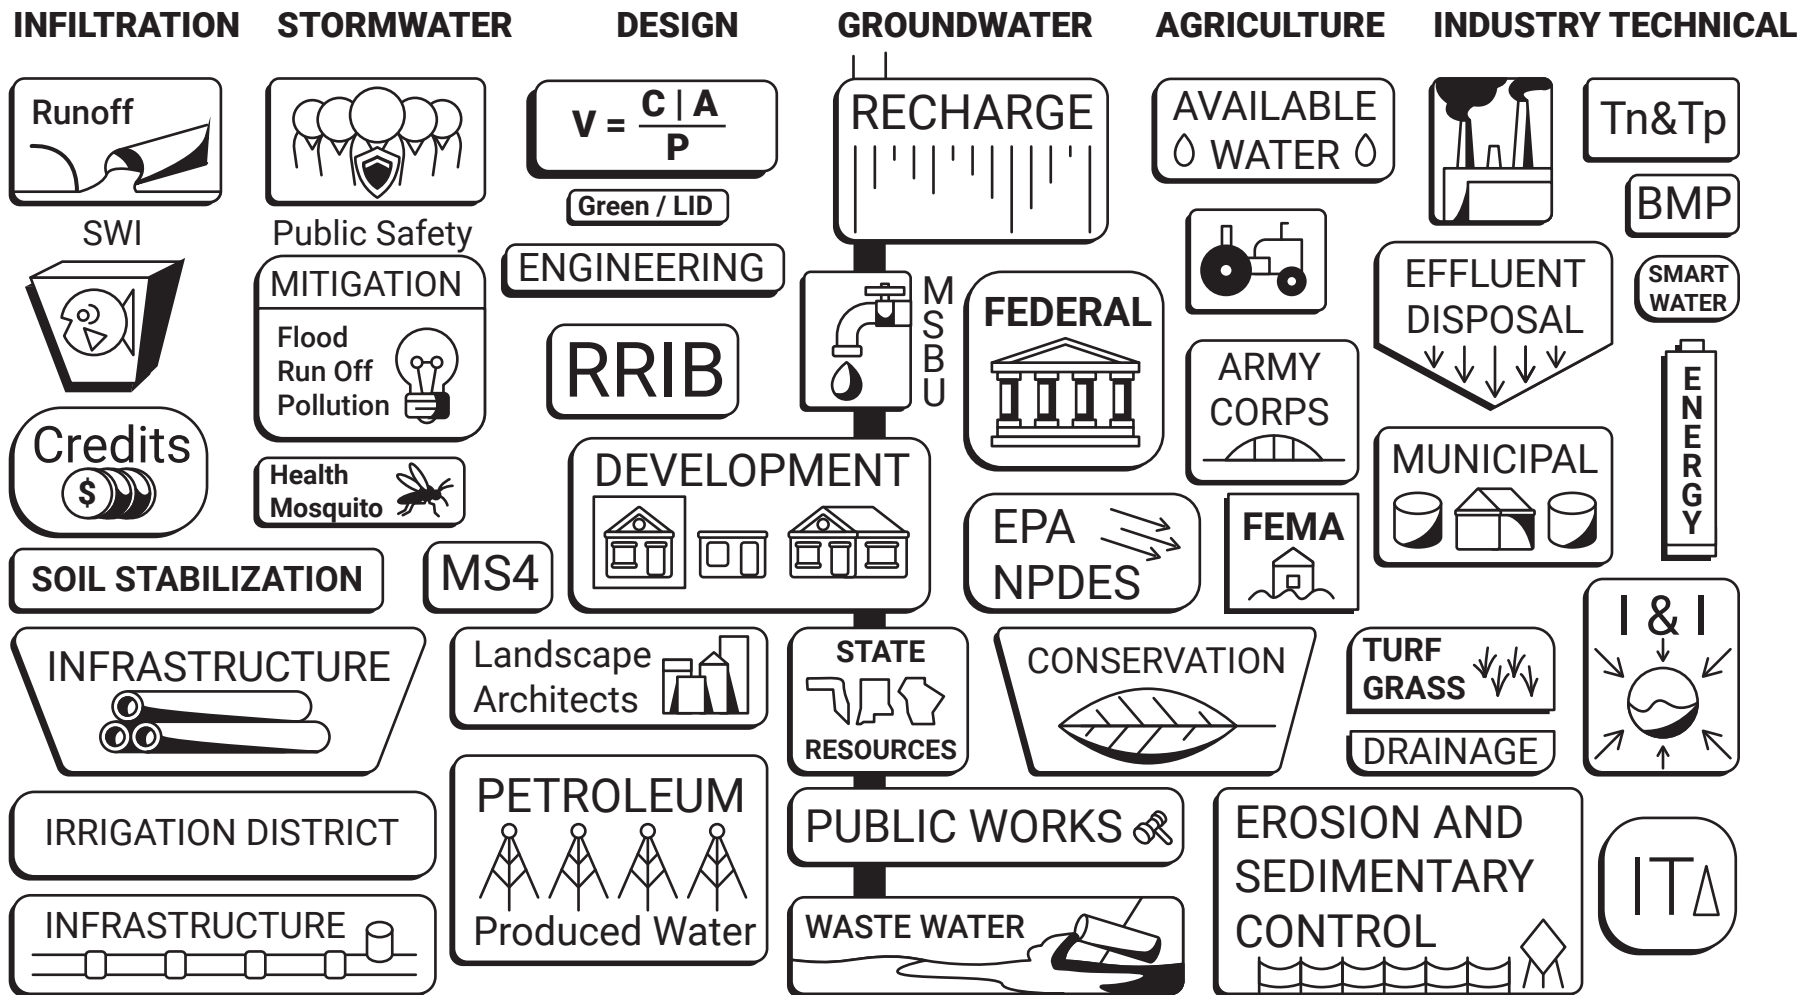 INFILTRATION STORMWATER DESIGN GROUNDWATER AGRICULTURE INDUSTRY TECHNICAL
Runoff
SWI
Credits
$
SOIL STABILIZATION
INFRASTRUCTURE
IRRIGATION DISTRICT
INFRASTRUCTURE
Public Safety
MITIGATION
Flood
Run Off
Pollution
Health
Mosquito
MS4
Landscape
Architects
PETROLEUM
Produced Water
V = C | A
P
Green / LID
ENGINEERING
RRIB
DEVELOPMENT
RECHARGE
MSBU
FEDERAL
EPA
NPDES
STATE
RESOURCES
PUBLIC WORKS
WASTE WATER
AVAILABLE
WATER
ARMY
CORPS
FEMA
CONSERVATION
TURF
GRASS
DRAINAGE
EROSION AND
SEDIMENTARY
CONTROL
EFFLUENT
DISPOSAL
MUNICIPAL
Tn&Tp
BMP
SMART
WATER
ENERGY
I & I
IT